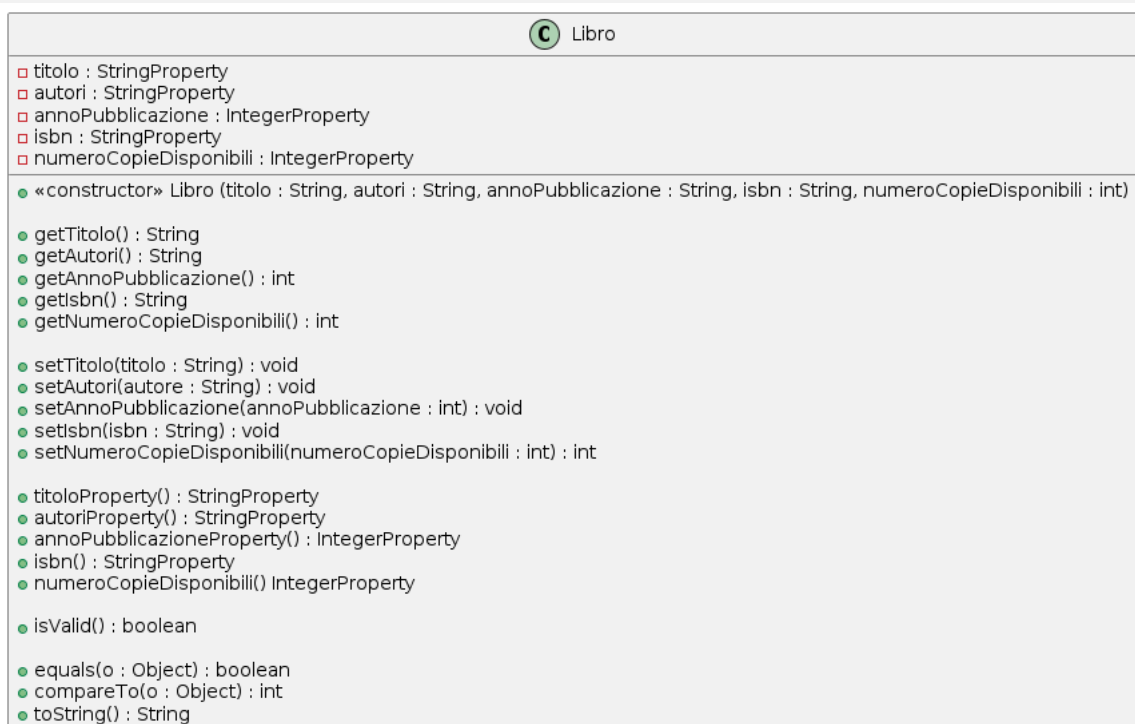 C Libro
titolo : StringProperty
autori : StringProperty
annoPubblicazione : IntegerProperty
isbn : StringProperty
numeroCopieDisponibili : IntegerProperty
«constructor» Libro (titolo : String, autori : String, annoPubblicazione : String, isbn : String, numeroCopieDisponibili : int)
getTitolo() : String
getAutori() : String
getAnnoPubblicazione() : int
getIsbn() : String
getNumeroCopieDisponibili() : int
setTitolo(titolo : String) : void
setAutori(autore : String) : void
setAnnoPubblicazione(annoPubblicazione : int) : void
setIsbn(isbn : String) : void
setNumeroCopieDisponibili(numeroCopieDisponibili : int) : int
titoloProperty() : StringProperty
autoriProperty() : StringProperty
annoPubblicazioneProperty() : IntegerProperty
isbn() : StringProperty
numeroCopieDisponibili() IntegerProperty
isValid() : boolean
equals(o : Object) : boolean
compareTo(o : Object) : int
toString() : String